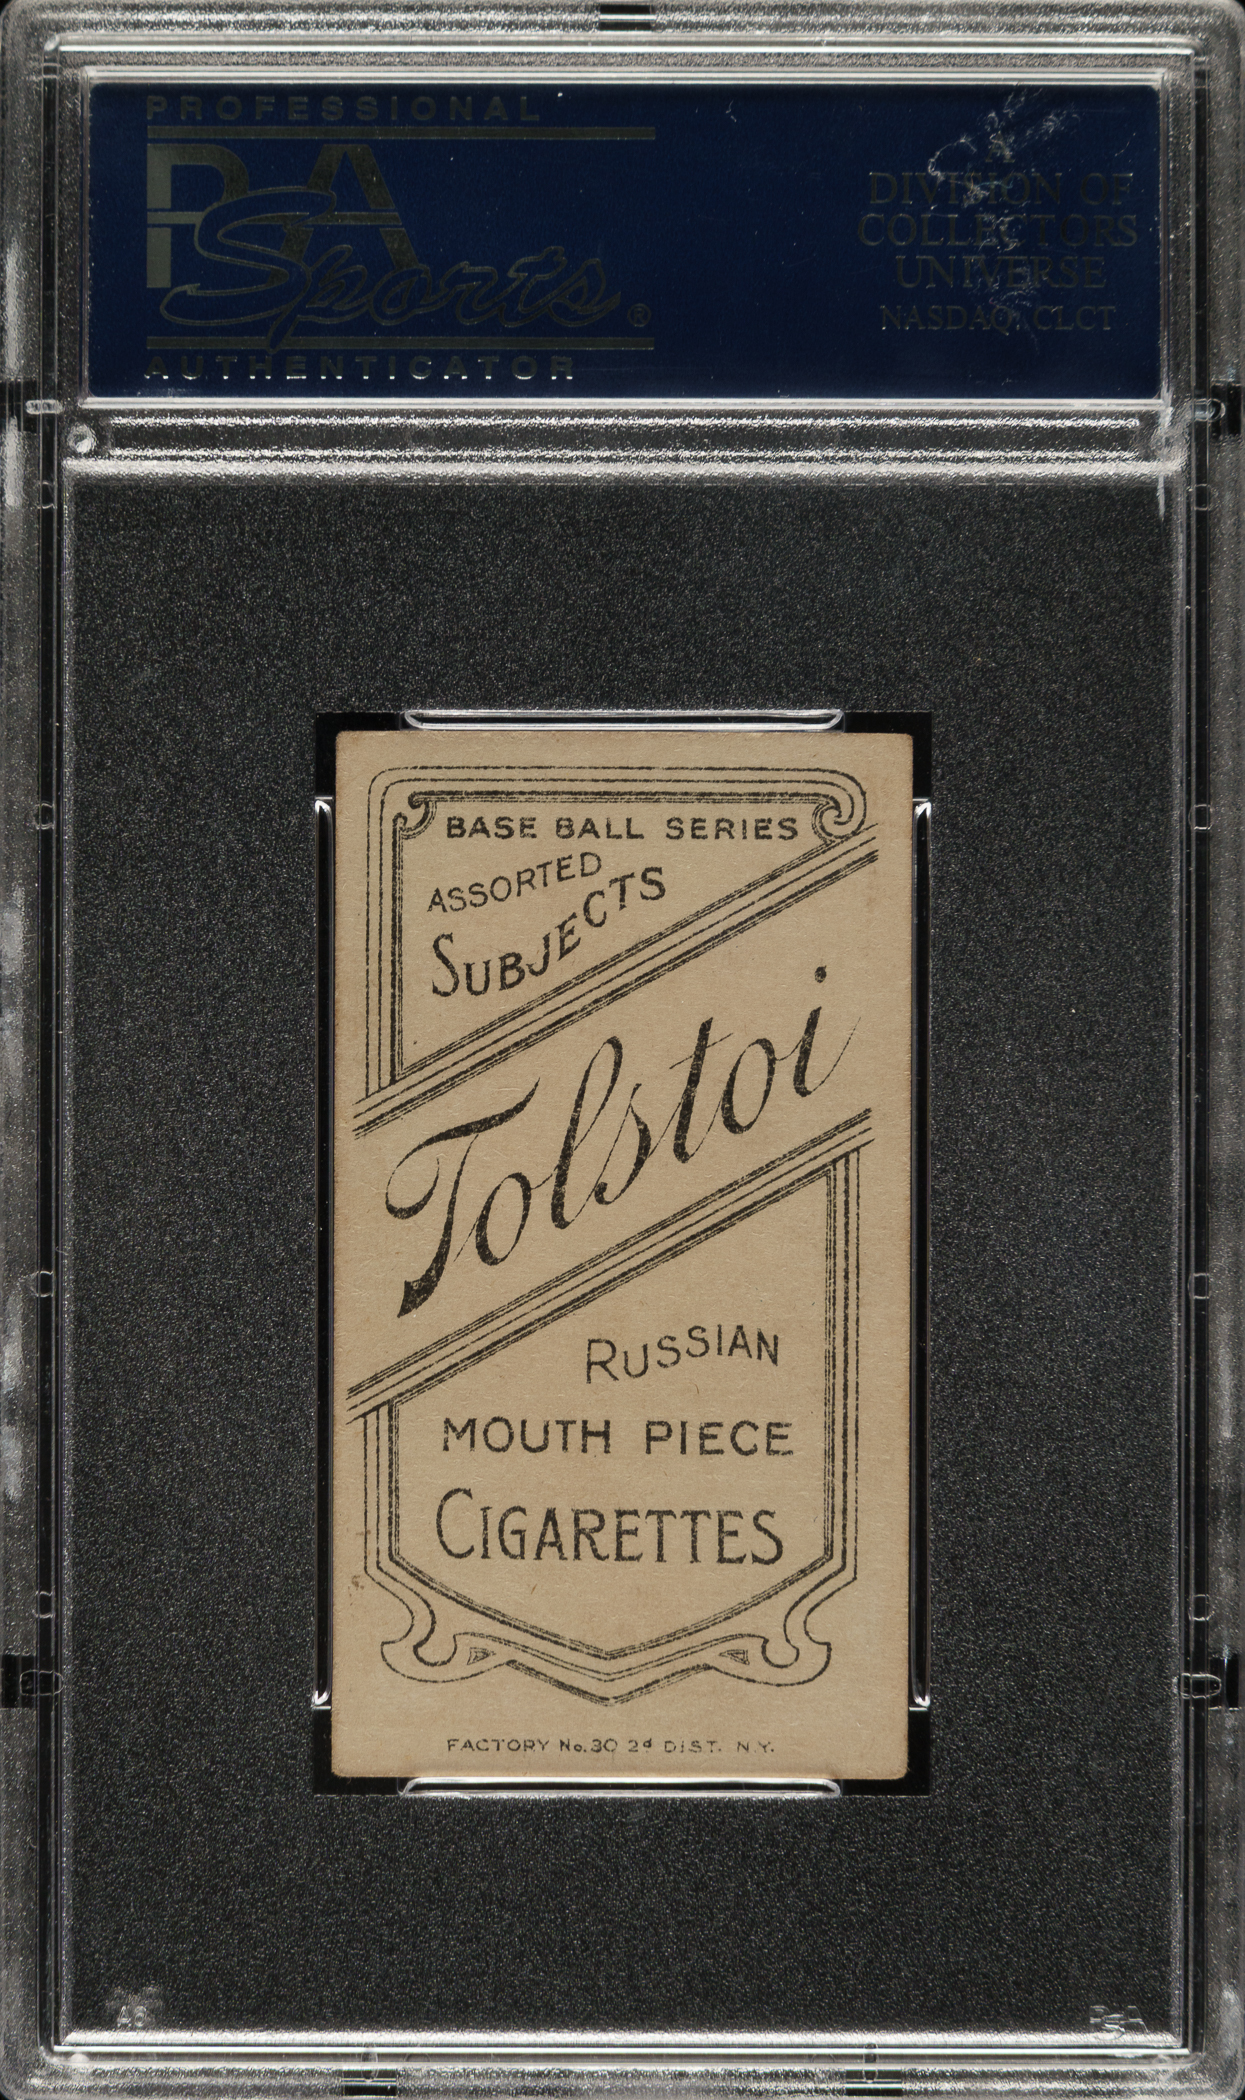 PROFESSIONAL
PSA
Sports®
AUTHENTICATOR
A
DIVISION OF
COLLECTORS
UNIVERSE
NASDAQ: CLCT
BASE BALL SERIES
ASSORTED
SUBJECTS
Tolstoi
RUSSIAN
MOUTH PIECE
CIGARETTES
FACTORY No. 30 2d DIST. N.Y.
PSA